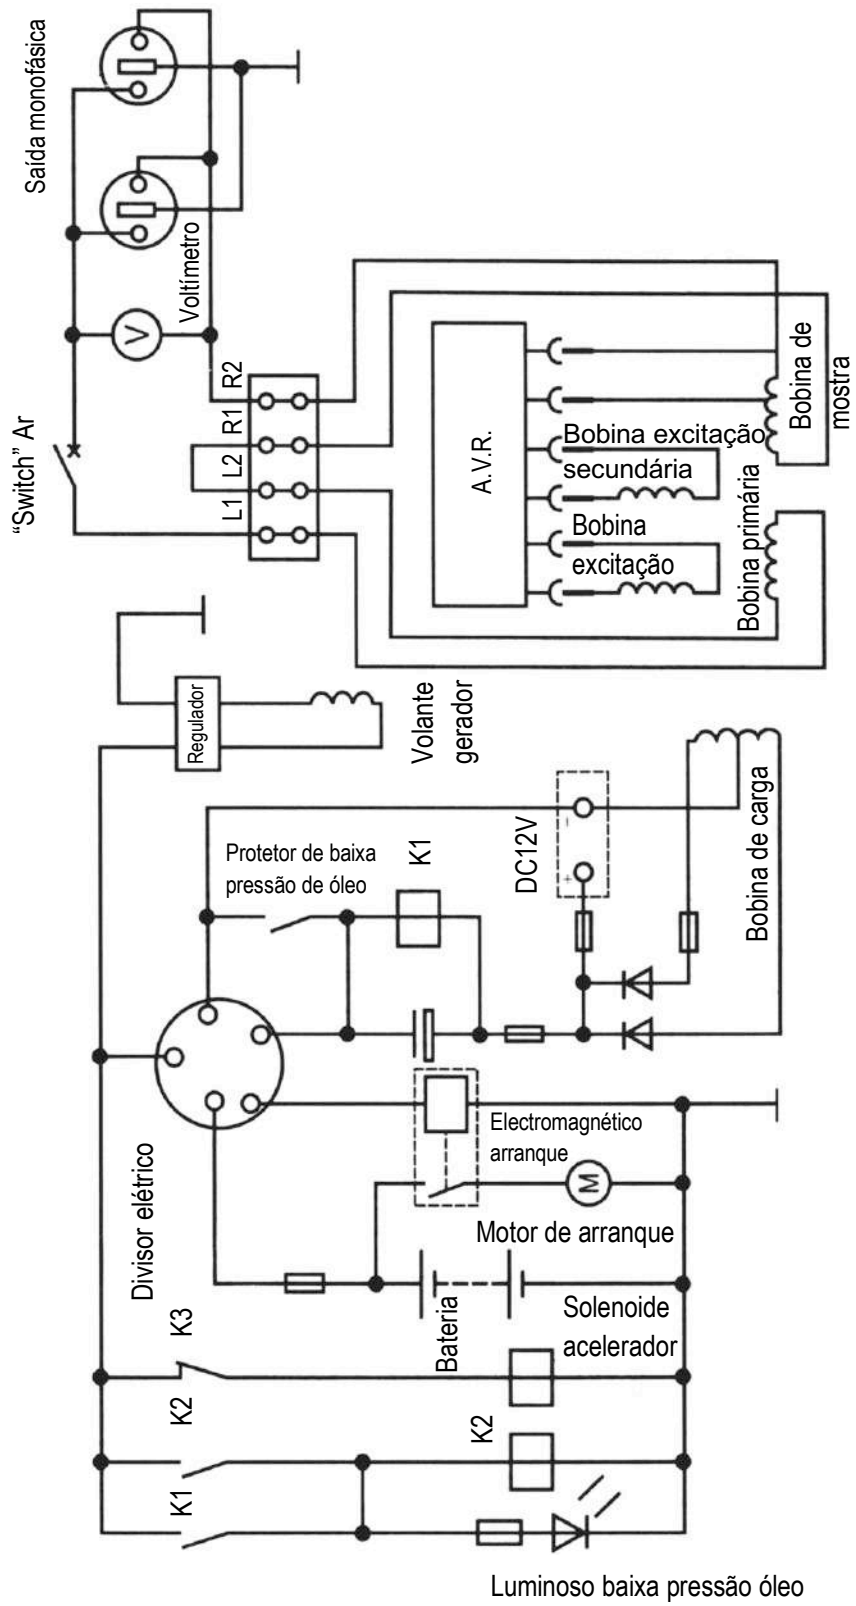 Saída monofásica
V
Voltímetro
"Switch" Ar
L1 L2 R1 R2
A.V.R.
Bobina excitação
secundária
Bobina
excitação
Bobina de
mostra
Bobina primária
Regulador
Volante
gerador
Protetor de baixa
pressão de óleo
K1
DC12V
+ -
Bobina de carga
Divisor elétrico
Electromagnético
arranque
M
Motor de arranque
Bateria
Solenoide
acelerador
K3
K2
K2
K1
Luminoso baixa pressão óleo